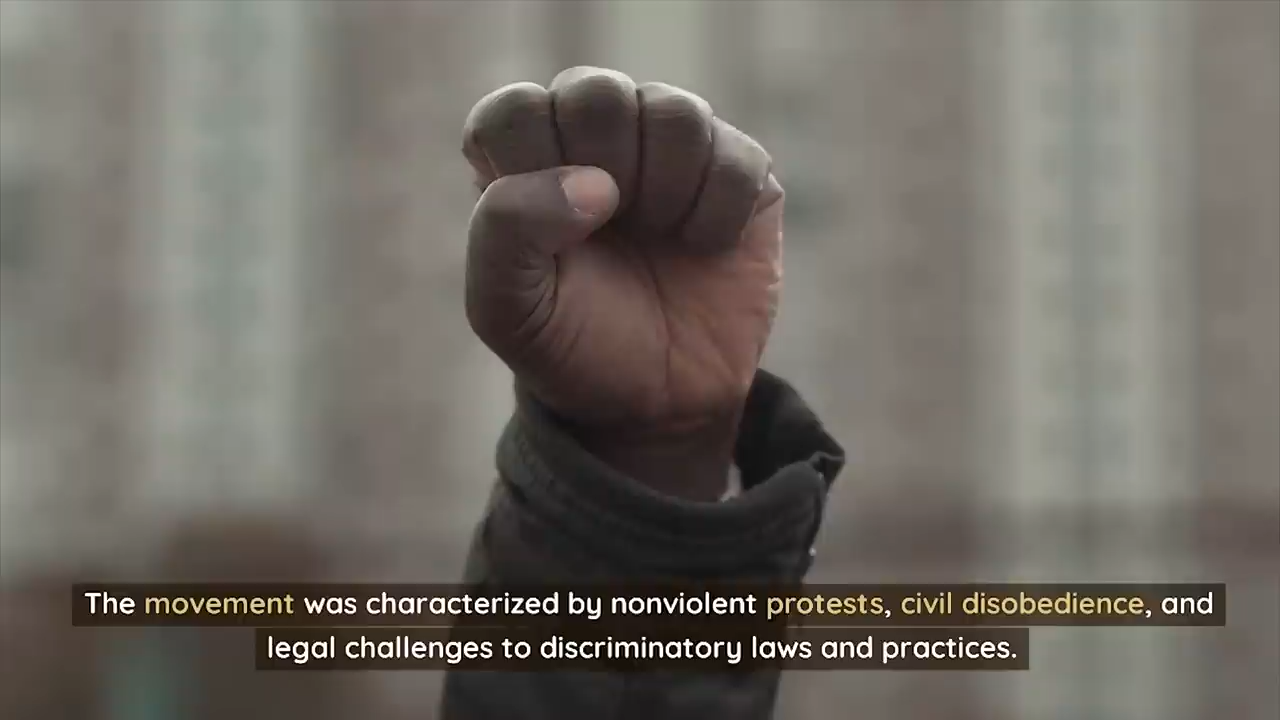 The movement was characterized by nonviolent protests, civil disobedience, and
legal challenges to discriminatory laws and practices.